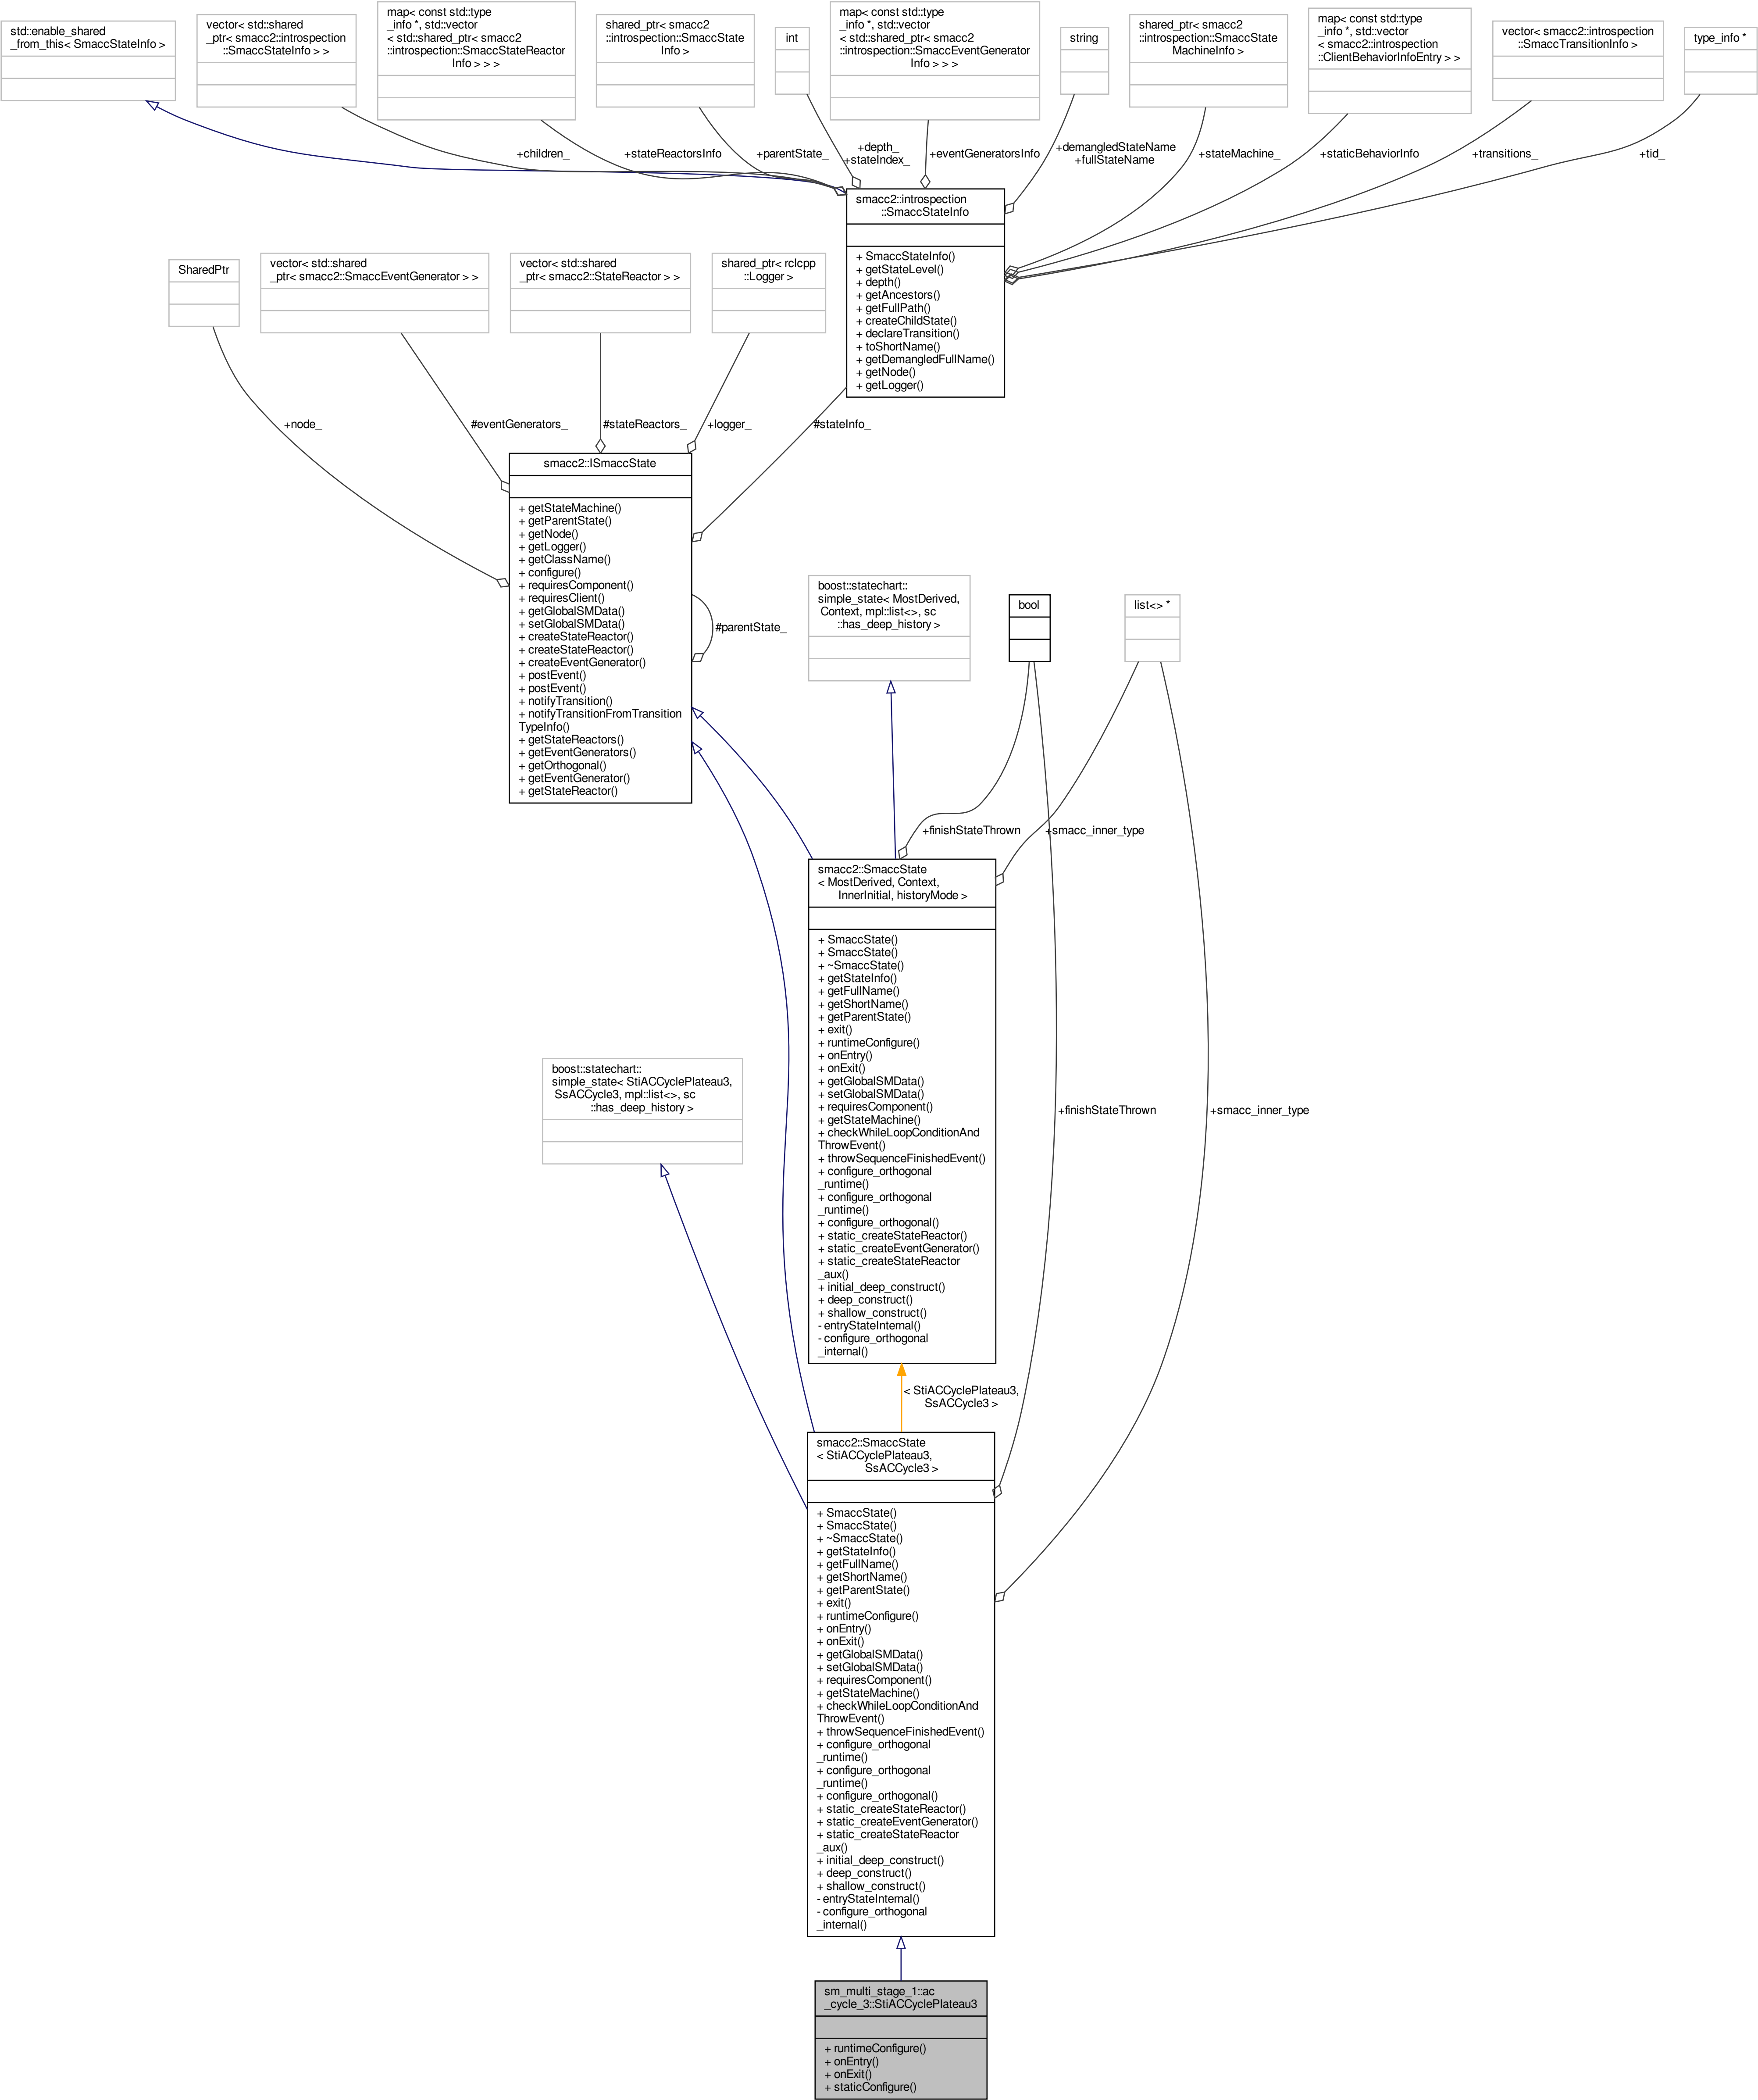 std::enable_shared
_from_this< SmaccStateInfo >
vector< std::shared
_ptr< smacc2::introspection
::SmaccStateInfo > >
map< const std::type
_info *, std::vector
< std::shared_ptr< smacc2
::introspection::SmaccStateReactor
Info > > >
shared_ptr< smacc2
::introspection::SmaccState
Info >
int
map< const std::type
_info *, std::vector
< std::shared_ptr< smacc2
::introspection::SmaccEventGenerator
Info > > >
string
shared_ptr< smacc2
::introspection::SmaccState
MachineInfo >
map< const std::type
_info *, std::vector
< smacc2::introspection
::ClientBehaviorInfoEntry > >
vector< smacc2::introspection
::SmaccTransitionInfo >
type_info *
+children_
+stateReactorsInfo
+parentState_
+depth_
+stateIndex_
+eventGeneratorsInfo
+demangledStateName
+fullStateName
+stateMachine_
+staticBehaviorInfo
+transitions_
+tid_
smacc2::introspection
::SmaccStateInfo
+ SmaccStateInfo()
+ getStateLevel()
+ depth()
+ getAncestors()
+ getFullPath()
+ createChildState()
+ declareTransition()
+ toShortName()
+ getDemangledFullName()
+ getNode()
+ getLogger()
SharedPtr
vector< std::shared
_ptr< smacc2::SmaccEventGenerator > >
vector< std::shared
_ptr< smacc2::StateReactor > >
shared_ptr< rclcpp
::Logger >
+node_
#eventGenerators_
#stateReactors_
+logger_
#stateInfo_
smacc2::ISmaccState
+ getStateMachine()
+ getParentState()
+ getNode()
+ getLogger()
+ getClassName()
+ configure()
+ requiresComponent()
+ requiresClient()
+ getGlobalSMData()
+ setGlobalSMData()
+ createStateReactor()
+ createStateReactor()
+ createEventGenerator()
+ postEvent()
+ postEvent()
+ notifyTransition()
+ notifyTransitionFromTransition
TypeInfo()
+ getStateReactors()
+ getEventGenerators()
+ getOrthogonal()
+ getEventGenerator()
+ getStateReactor()
#parentState_
boost::statechart::
simple_state< MostDerived,
Context, mpl::list<>, sc
::has_deep_history >
bool
list<> *
+finishStateThrown
+smacc_inner_type
smacc2::SmaccState
< MostDerived, Context,
InnerInitial, historyMode >
+ SmaccState()
+ SmaccState()
+ ~SmaccState()
+ getStateInfo()
+ getFullName()
+ getShortName()
+ getParentState()
+ exit()
+ runtimeConfigure()
+ onEntry()
+ onExit()
+ getGlobalSMData()
+ setGlobalSMData()
+ requiresComponent()
+ getStateMachine()
+ checkWhileLoopConditionAnd
ThrowEvent()
+ throwSequenceFinishedEvent()
+ configure_orthogonal
_runtime()
+ configure_orthogonal
_runtime()
+ configure_orthogonal()
+ static_createStateReactor()
+ static_createEventGenerator()
+ static_createStateReactor
_aux()
+ initial_deep_construct()
+ deep_construct()
+ shallow_construct()
- entryStateInternal()
- configure_orthogonal
_internal()
boost::statechart::
simple_state< StiACCyclePlateau3,
SsACCycle3, mpl::list<>, sc
::has_deep_history >
+finishStateThrown
+smacc_inner_type
< StiACCyclePlateau3,
SsACCycle3 >
smacc2::SmaccState
< StiACCyclePlateau3,
SsACCycle3 >
+ SmaccState()
+ SmaccState()
+ ~SmaccState()
+ getStateInfo()
+ getFullName()
+ getShortName()
+ getParentState()
+ exit()
+ runtimeConfigure()
+ onEntry()
+ onExit()
+ getGlobalSMData()
+ setGlobalSMData()
+ requiresComponent()
+ getStateMachine()
+ checkWhileLoopConditionAnd
ThrowEvent()
+ throwSequenceFinishedEvent()
+ configure_orthogonal
_runtime()
+ configure_orthogonal
_runtime()
+ configure_orthogonal()
+ static_createStateReactor()
+ static_createEventGenerator()
+ static_createStateReactor
_aux()
+ initial_deep_construct()
+ deep_construct()
+ shallow_construct()
- entryStateInternal()
- configure_orthogonal
_internal()
sm_multi_stage_1::ac
_cycle_3::StiACCyclePlateau3
+ runtimeConfigure()
+ onEntry()
+ onExit()
+ staticConfigure()